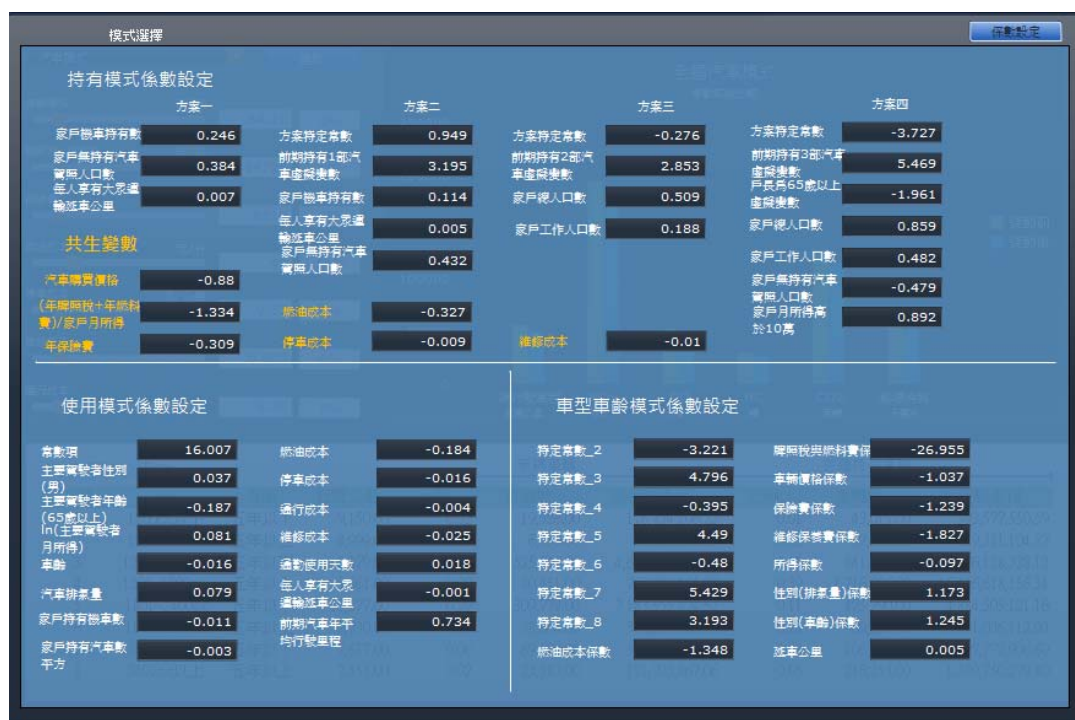 模式選擇
係數設定
持有模式係數設定
方案一
家戶機車持有數 0.246
家戶無持有汽車
駕照人口數 0.384
每人享有大眾運
輸延車公里 0.007
共生變數
汽車購買價格 -0.88
(年牌照稅+年燃料
費)/家戶月所得 -1.334
年保險費 -0.309
方案二
方案特定常數 0.949
前期持有1部汽
車虛擬變數 3.195
家戶機車持有數 0.114
每人享有大眾運
輸延車公里 0.005
家戶無持有汽車
駕照人口數 0.432
燃油成本 -0.327
停車成本 -0.009
方案三
方案特定常數 -0.276
前期持有2部汽
車虛擬變數 2.853
家戶總人口數 0.509
家戶工作人口數 0.188
維修成本 -0.01
方案四
方案特定常數 -3.727
前期持有3部汽車
虛擬變數 5.469
戶長為65歲以上
虛擬變數 -1.961
家戶總人口數 0.859
家戶工作人口數 0.482
家戶無持有汽車
駕照人口數 -0.479
家戶月所得高
於10萬 0.892
使用模式係數設定
常數項 16.007
主要駕駛者性別
(男) 0.037
主要駕駛者年齡
(65歲以上) -0.187
ln(主要駕駛者
月所得) 0.081
車齡 -0.016
汽車排氣量 0.079
家戶持有機車數 -0.011
家戶持有汽車數
平方 -0.003
燃油成本 -0.184
停車成本 -0.016
通行成本 -0.004
維修成本 -0.025
通勤使用天數 0.018
每人享有大眾
運輸延車公里 -0.001
前期汽車年平
均行駛里程 0.734
車型車齡模式係數設定
特定常數_2 -3.221
特定常數_3 4.796
特定常數_4 -0.395
特定常數_5 4.49
特定常數_6 -0.48
特定常數_7 5.429
特定常數_8 3.193
燃油成本係數 -1.348
牌照稅與燃料費係 -26.955
車輛價格係數 -1.037
保險費係數 -1.239
維修保養費係數 -1.827
所得係數 -0.097
性別(排氣量)係數 1.173
性別(車齡)係數 1.245
延車公里 0.005